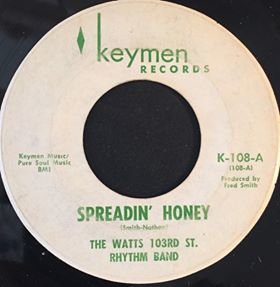 keymen
RECORDS
Keymen Music/
Pure Soul Music
BMI
K-108-A
(108-A)
Produced by
Fred Smith
SPREADIN' HONEY
(Smith-Nathan)
THE WATTS 103RD ST.
RHYTHM BAND